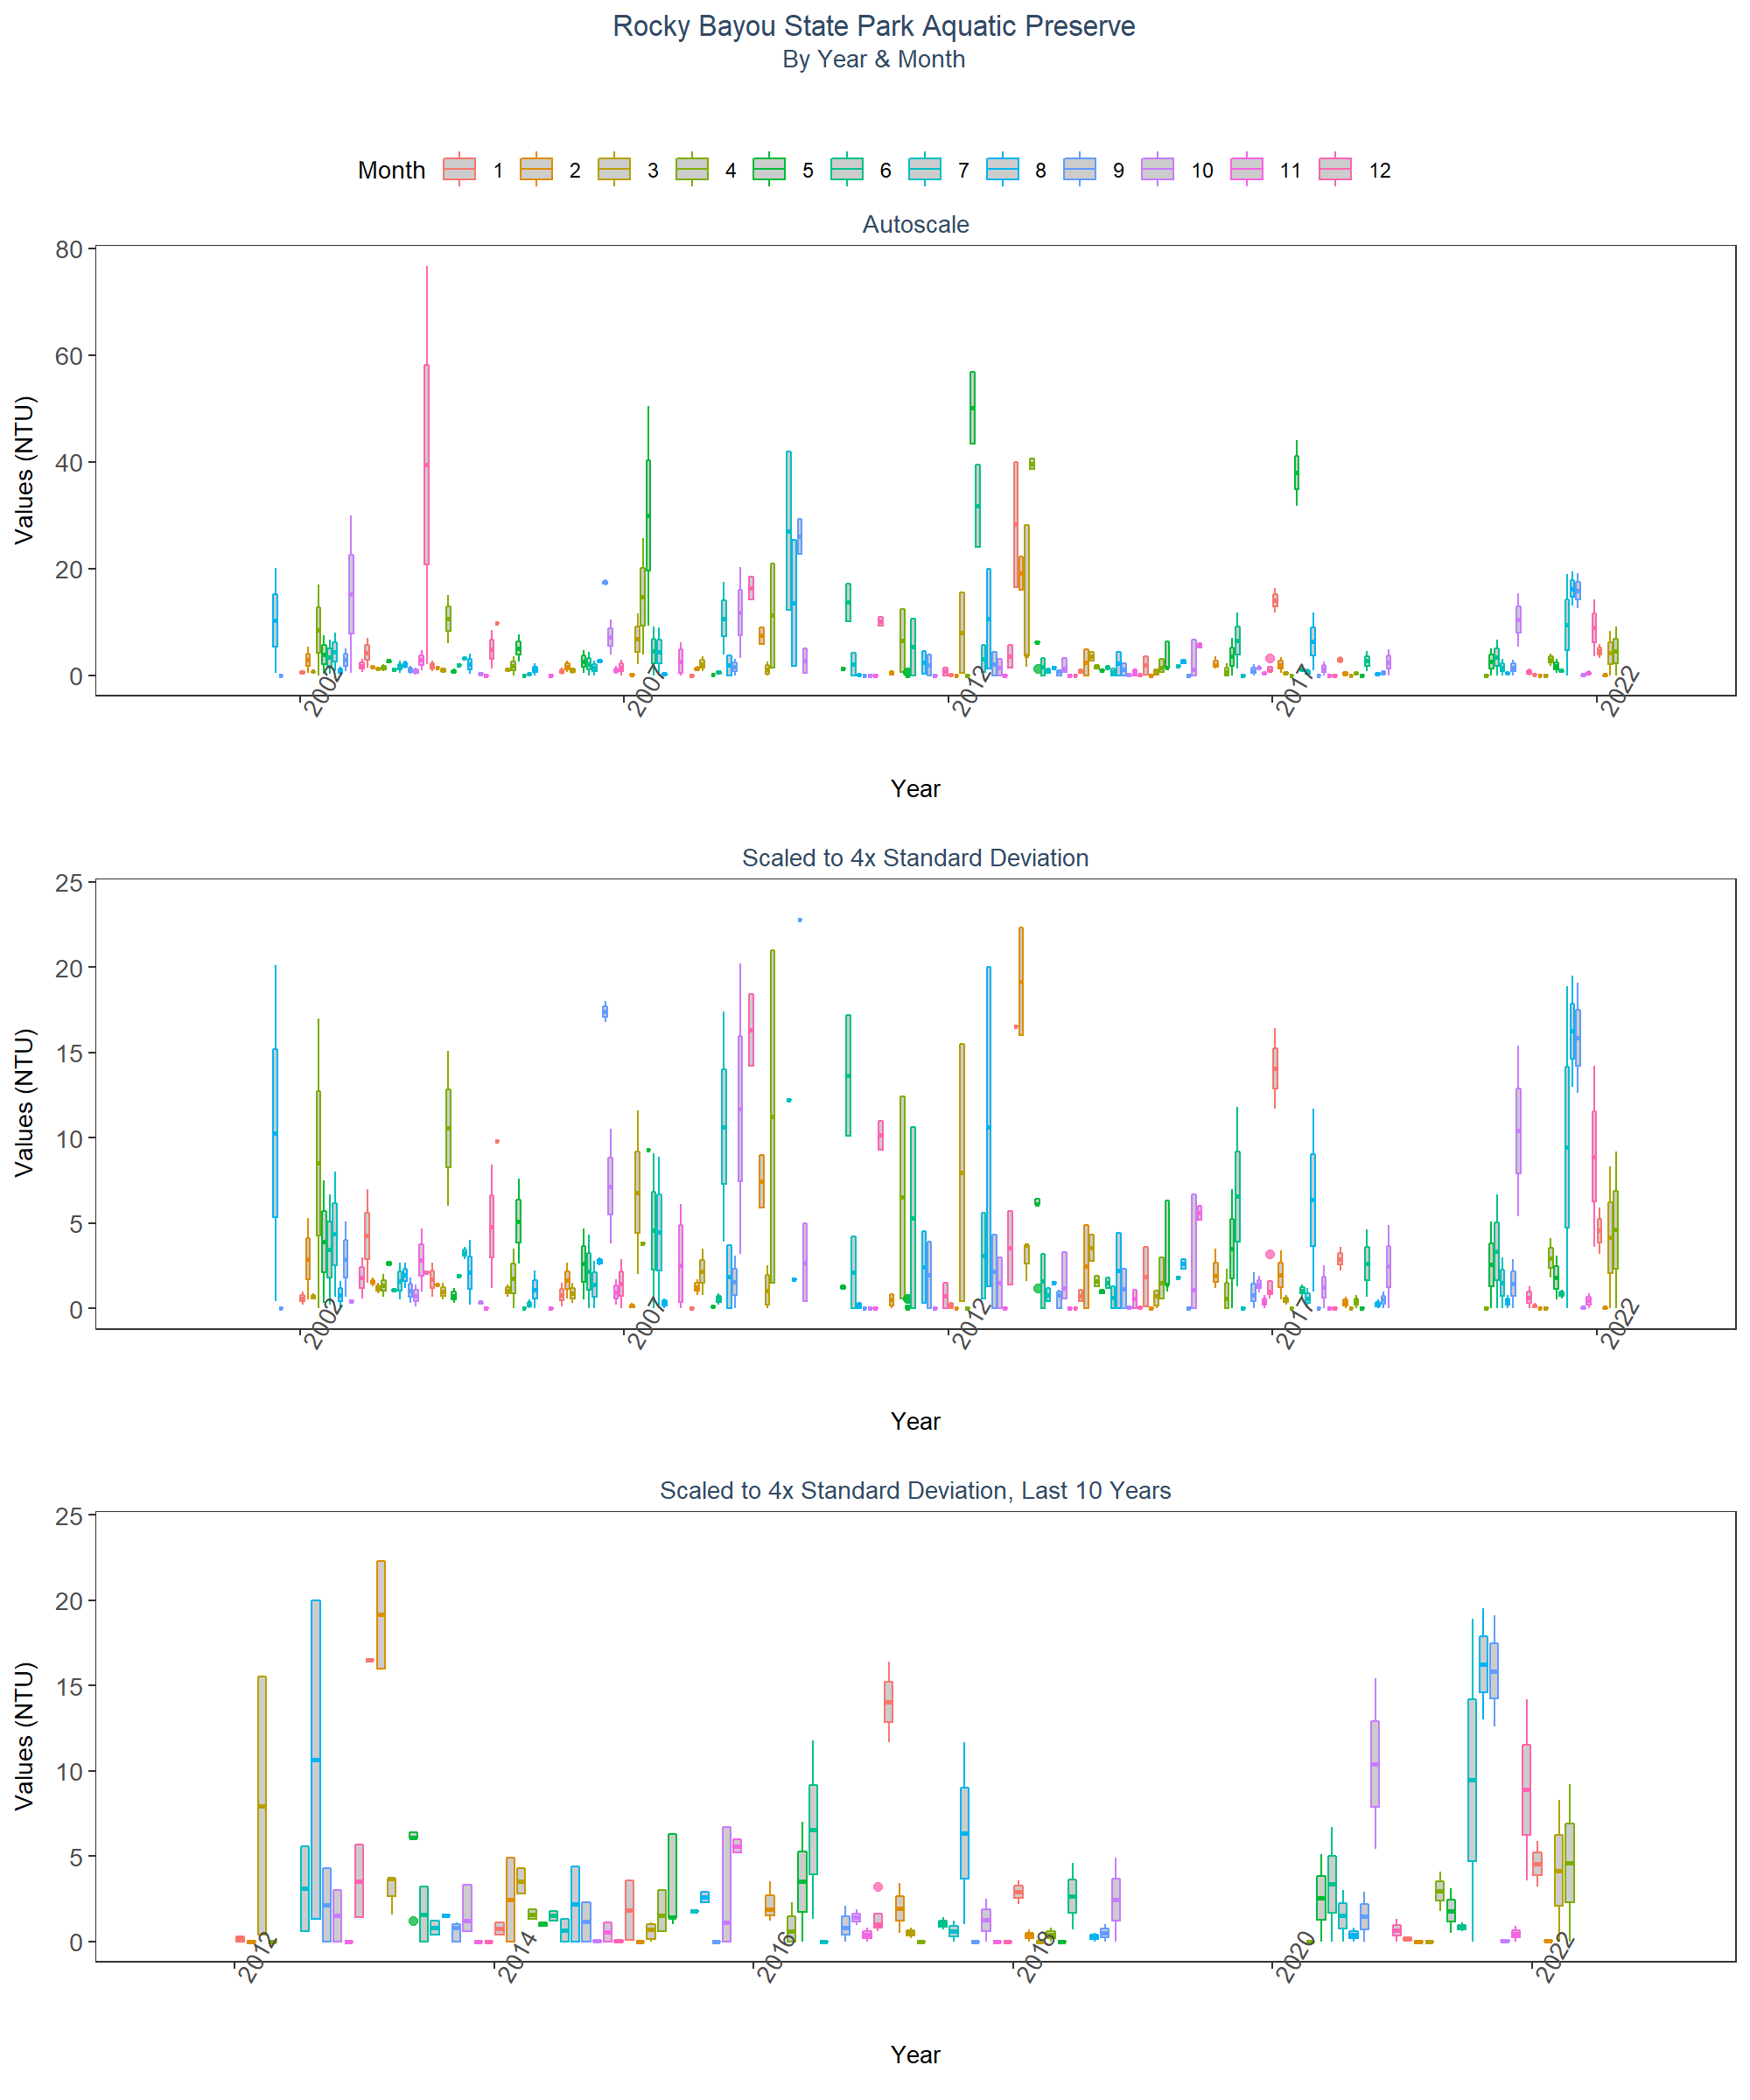 Rocky Bayou State Park Aquatic Preserve
By Year & Month
Month 1 2 3 4 5 6 7 8 9 10 11 12
Autoscale
80
60
40
20
0
Values (NTU)
2002 2007 2012 2017 2022
Year
Scaled to 4x Standard Deviation
25
20
15
10
5
0
Values (NTU)
2002 2007 2012 2017 2022
Year
Scaled to 4x Standard Deviation, Last 10 Years
25
20
15
10
5
0
Values (NTU)
2012 2014 2016 2018 2020 2022
Year